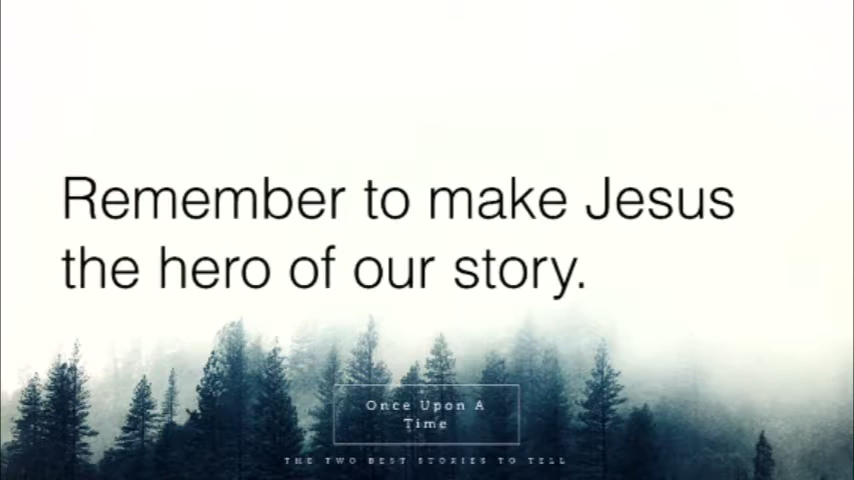 Remember to make Jesus
the hero of our story.
Once Upon A
Time
THE TWO BEST STORIES TO TELL